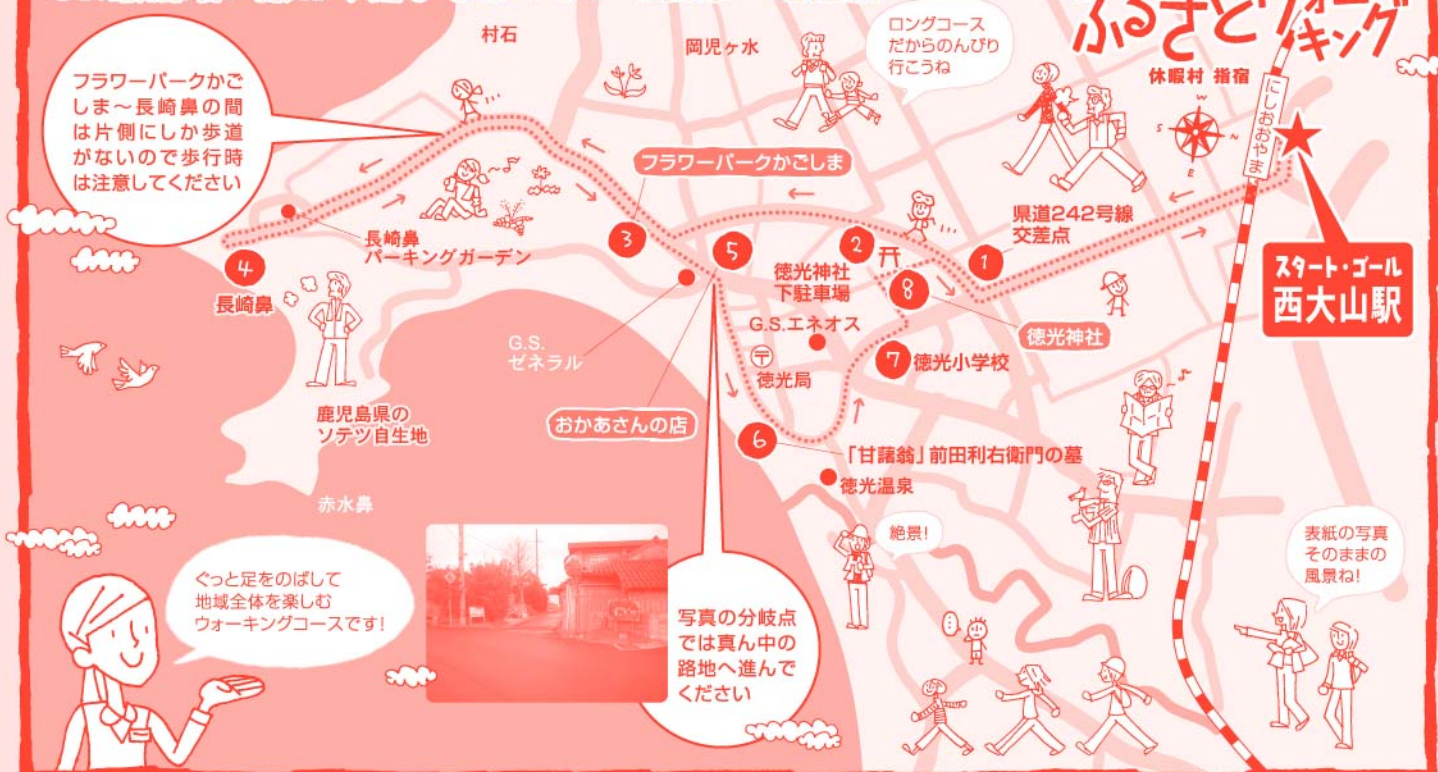 ふるさとウォーキング
休暇村 指宿
村石
岡児ヶ水
ロングコース
だからのんびり
行こうね
フラワーパークかご
しま～長崎鼻の間
は片側にしか歩道
がないので歩行時
は注意してください
W
S
N
E
にしおおやま
フラワーパークかごしま
県道242号線
交差点
1
2
3
5
4
長崎鼻
長崎鼻
パーキングガーデン
徳光神社
下駐車場
8
徳光神社
スタート・ゴール
西大山駅
G.S.
ゼネラル
G.S.エネオス
〒
徳光局
7
徳光小学校
鹿児島県の
ソテツ自生地
おかあさんの店
6
「甘藷翁」前田利右衛門の墓
徳光温泉
赤水鼻
絶景!
表紙の写真
そのままの
風景ね!
ぐっと足をのばして
地域全体を楽しむ
ウォーキングコースです!
写真の分岐点
では真ん中の
路地へ進んで
ください